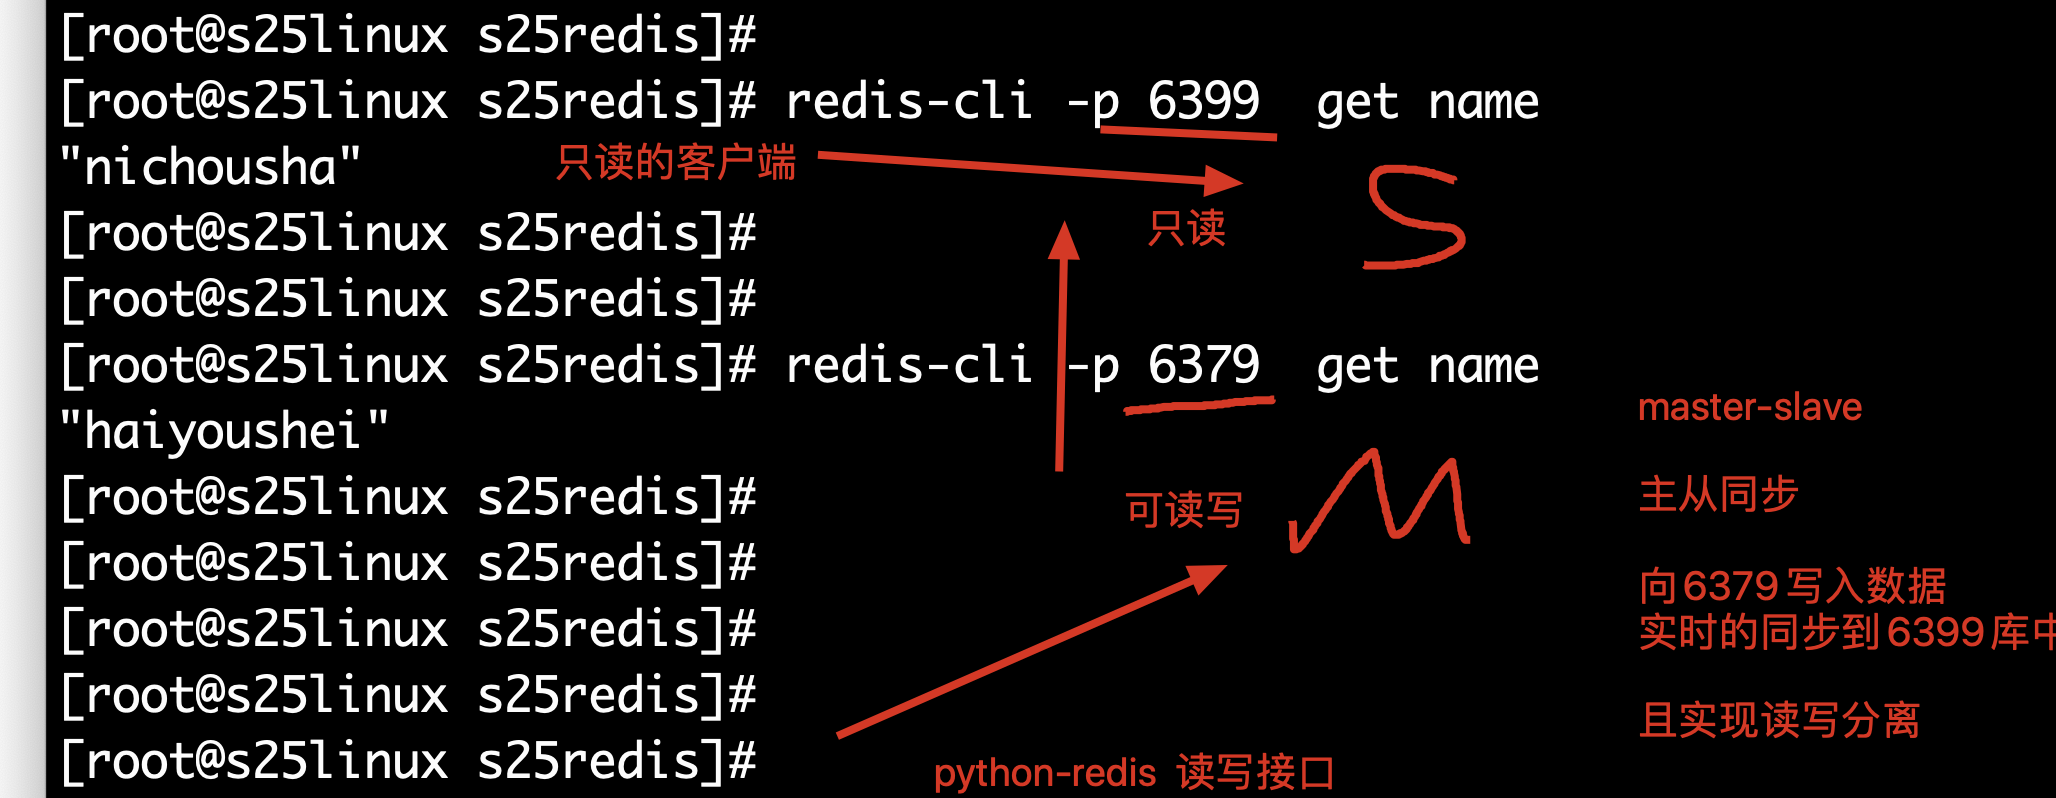 [root@s25linux s25redis]#
[root@s25linux s25redis]# redis-cli -p 6399  get name
"nichousha"
只读的客户端
[root@s25linux s25redis]#
只读
S
[root@s25linux s25redis]#
[root@s25linux s25redis]# redis-cli -p 6379  get name
"haiyoushei"
master-slave
[root@s25linux s25redis]#
可读写
M
主从同步
[root@s25linux s25redis]#
向6379写入数据
[root@s25linux s25redis]#
实时的同步到6399库中
[root@s25linux s25redis]#
且实现读写分离
[root@s25linux s25redis]#
python-redis 读写接口